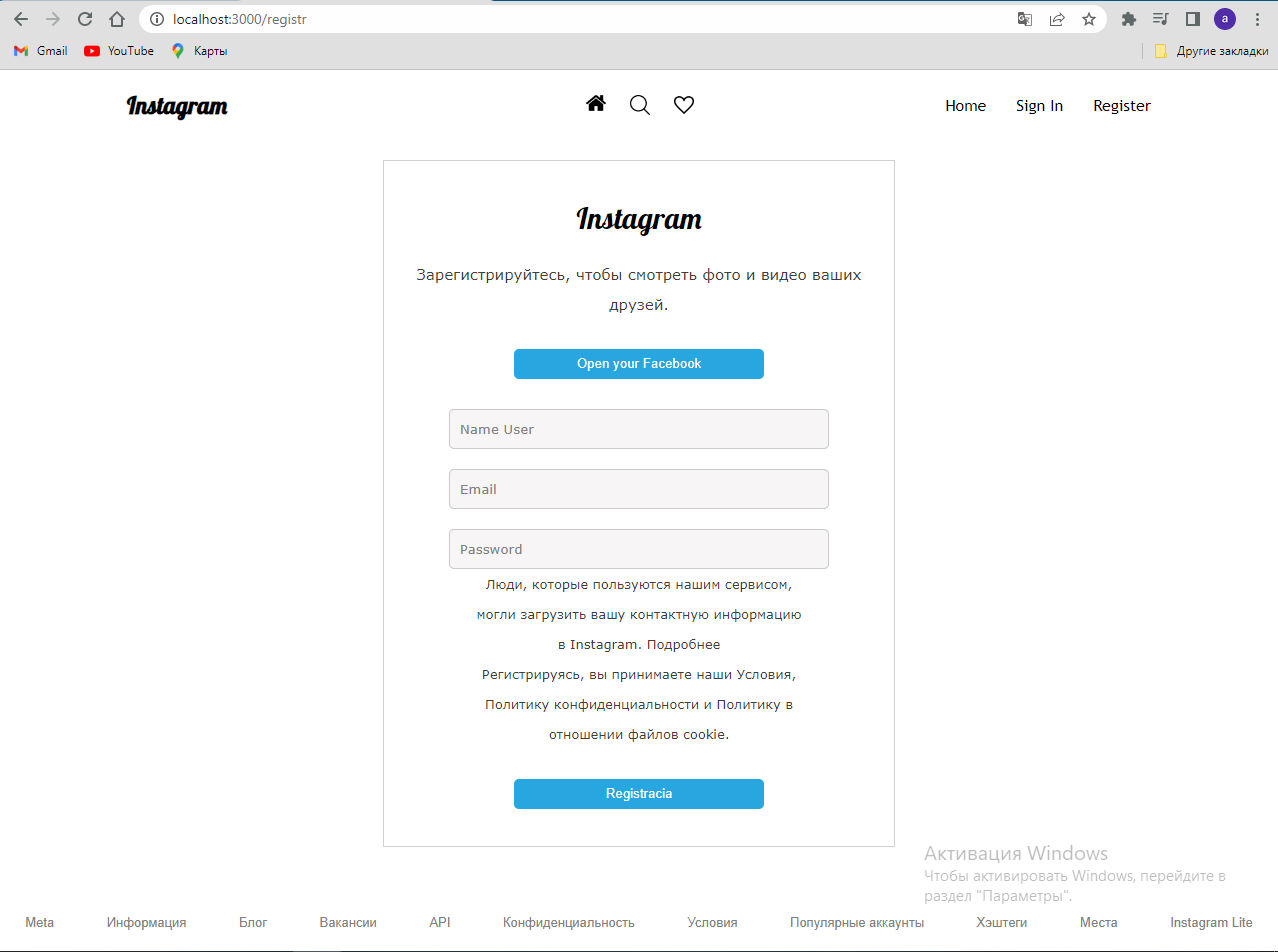 localhost:3000/registr
a
Gmail
YouTube
Карты
Другие закладки
Instagram
Home
Sign In
Register
Instagram
Зарегистрируйтесь, чтобы смотреть фото и видео ваших
друзей.
Open your Facebook
Name User
Email
Password
Люди, которые пользуются нашим сервисом,
могли загрузить вашу контактную информацию
в Instagram. Подробнее
Регистрируясь, вы принимаете наши Условия,
Политику конфиденциальности и Политику в
отношении файлов cookie.
Registracia
Активация Windows
Чтобы активировать Windows, перейдите в
раздел "Параметры".
Meta
Информация
Блог
Вакансии
API
Конфиденциальность
Условия
Популярные аккаунты
Хэштеги
Места
Instagram Lite